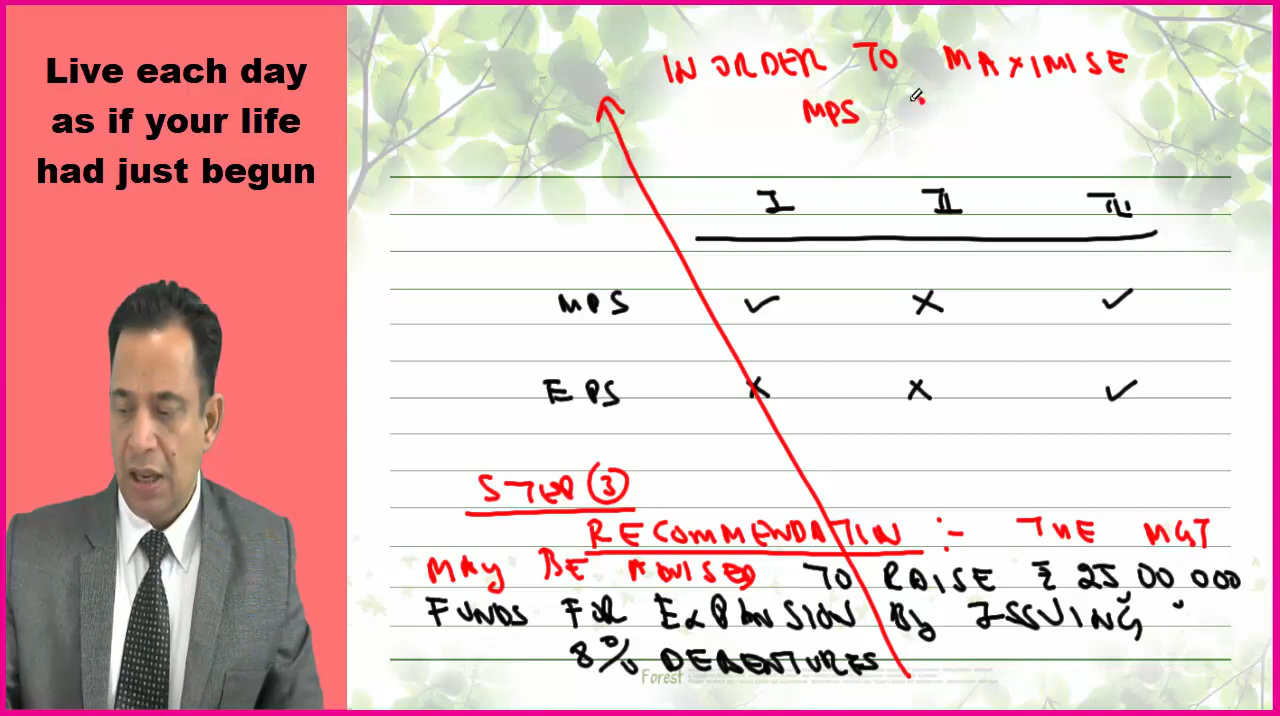 Live each day
as if your life
had just begun
IN ORDER TO MAXIMISE
MPS
I II III
MPS ✓ X ✓
EPS X X ✓
STEP ③
RECOMMENDATION :- THE MGT
MAY BE ADVISED TO RAISE ₹ 25,00,000
FUNDS FOR EXPANSION By ISSUING
8% DEBENTURES
Forest